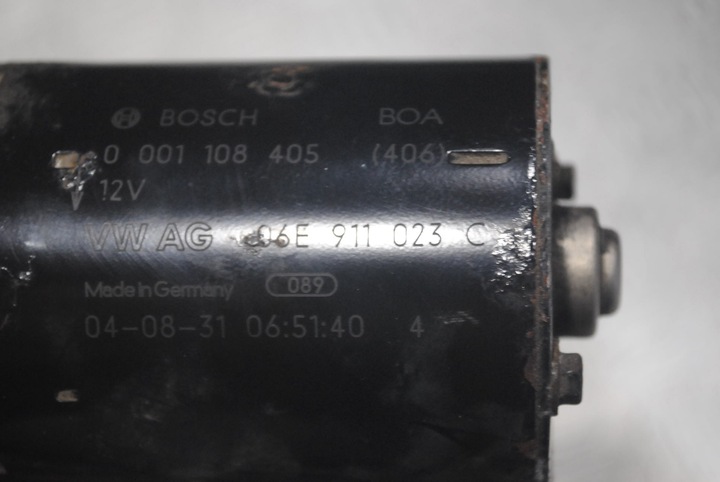 BOSCH BOA
0 001 108 405 (406)
12V
VW AG 06E 911 023 C
Made in Germany 089
04-08-31 06:51:40 4